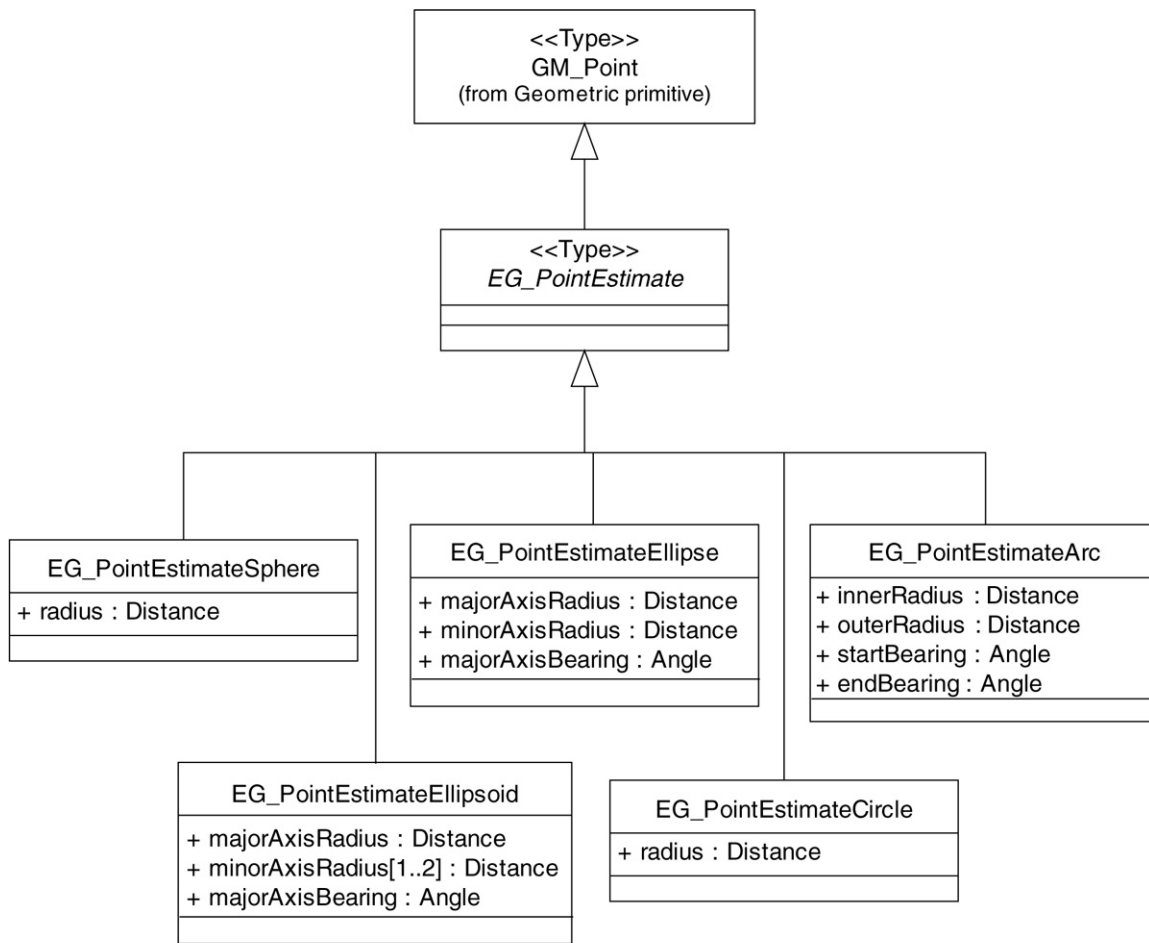 <<Type>>
GM_Point
(from Geometric primitive)
<<Type>>
EG_PointEstimate
EG_PointEstimateSphere
+ radius : Distance
EG_PointEstimateEllipse
+ majorAxisRadius : Distance
+ minorAxisRadius : Distance
+ majorAxisBearing : Angle
EG_PointEstimateArc
+ innerRadius : Distance
+ outerRadius : Distance
+ startBearing : Angle
+ endBearing : Angle
EG_PointEstimateEllipsoid
+ majorAxisRadius : Distance
+ minorAxisRadius[1..2] : Distance
+ majorAxisBearing : Angle
EG_PointEstimateCircle
+ radius : Distance